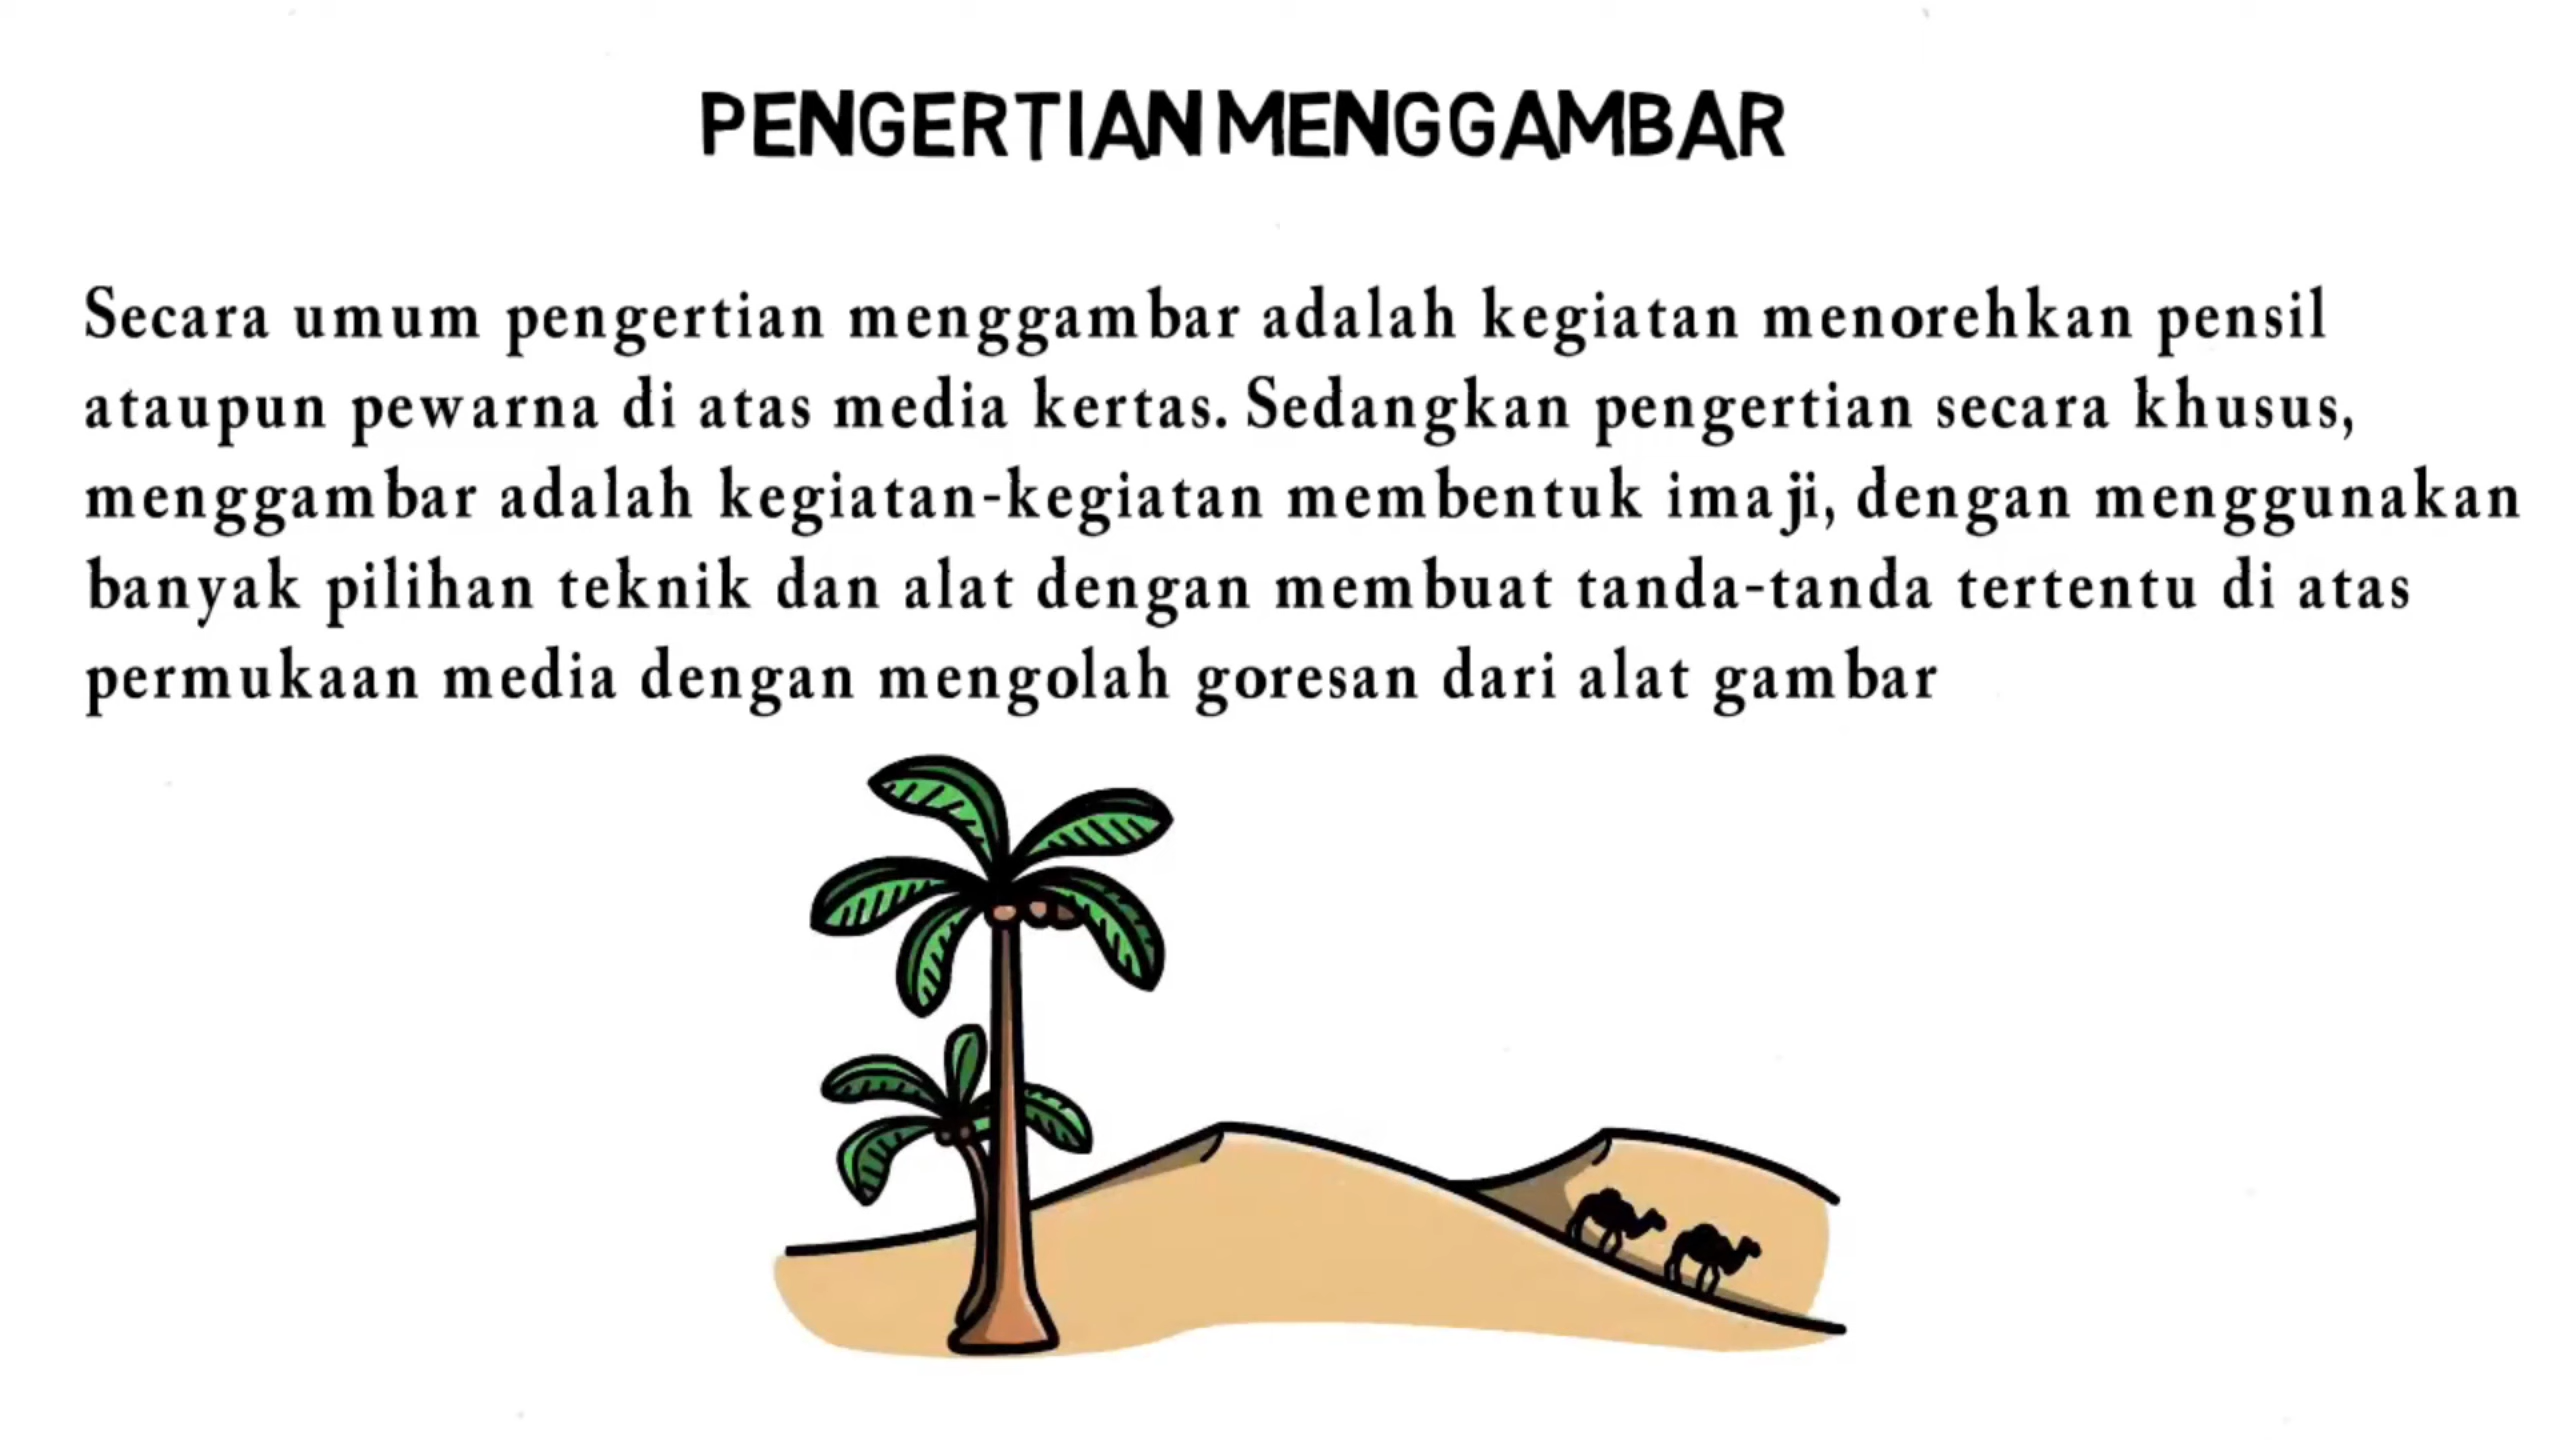 PENGERTIAN MENGGAMBAR
Secara umum pengertian menggambar adalah kegiatan menorehkan pensil
ataupun pewarna di atas media kertas. Sedangkan pengertian secara khusus,
menggambar adalah kegiatan-kegiatan membentuk imaji, dengan menggunakan
banyak pilihan teknik dan alat dengan membuat tanda-tanda tertentu di atas
permukaan media dengan mengolah goresan dari alat gambar